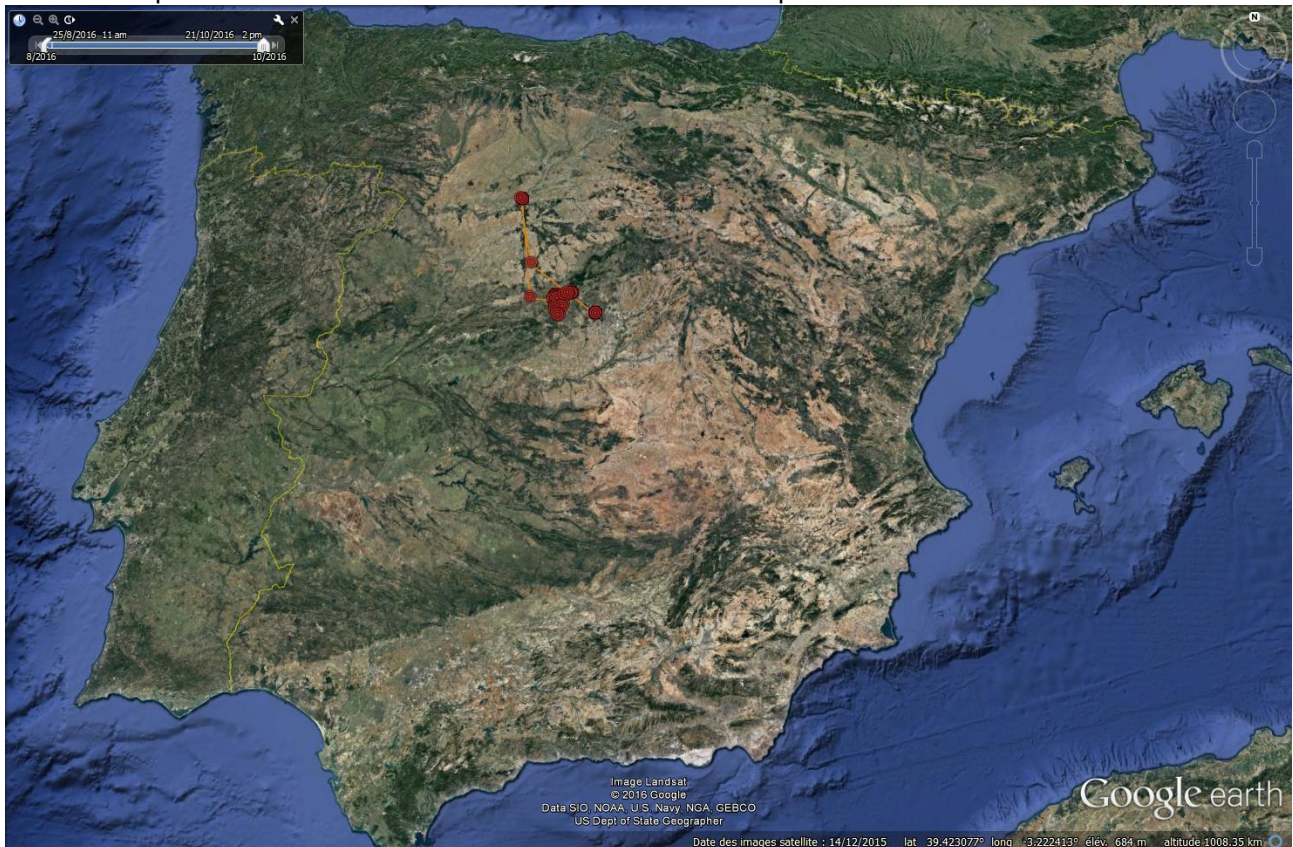 25/8/2016 11 am 21/10/2016 2 pm
8/2016 10/2016
N
Image Landsat
© 2016 Google
Data SIO, NOAA, U.S. Navy, NGA, GEBCO
US Dept of State Geographer
Google earth
Date des images satellite : 14/12/2015 lat 39.423077° long -3.222413° élév. 684 m altitude 1008.35 km